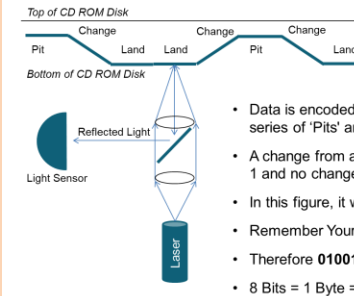 Top of CD ROM Disk
Change Change Change
Pit Land Land Pit Land
Bottom of CD ROM Disk
• Data is encoded
series of 'Pits'
Reflected Light
• A change from a
1 and no change
Light Sensor
• In this figure, it
• Remember Your
Laser
• Therefore 01001
• 8 Bits = 1 Byte =